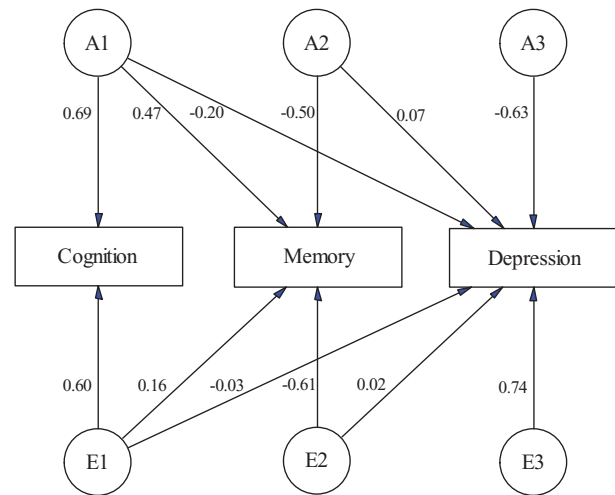 A1 A2 A3
0.69 0.47 -0.20 -0.50 0.07 -0.63
Cognition Memory Depression
0.60 0.16 -0.03 -0.61 0.02 0.74
E1 E2 E3